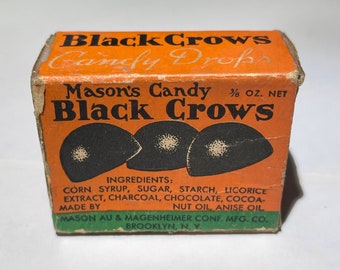 Black Crows
Candy Drops
Mason's Candy
⅜ OZ. NET
Black Crows
INGREDIENTS:
CORN SYRUP, SUGAR, STARCH, LICORICE
EXTRACT, CHARCOAL, CHOCOLATE, COCOA-
MADE BY NUT OIL, ANISE OIL.
MASON AU & MAGENHEIMER CONF. MFG. CO.
BROOKLYN, N. Y.